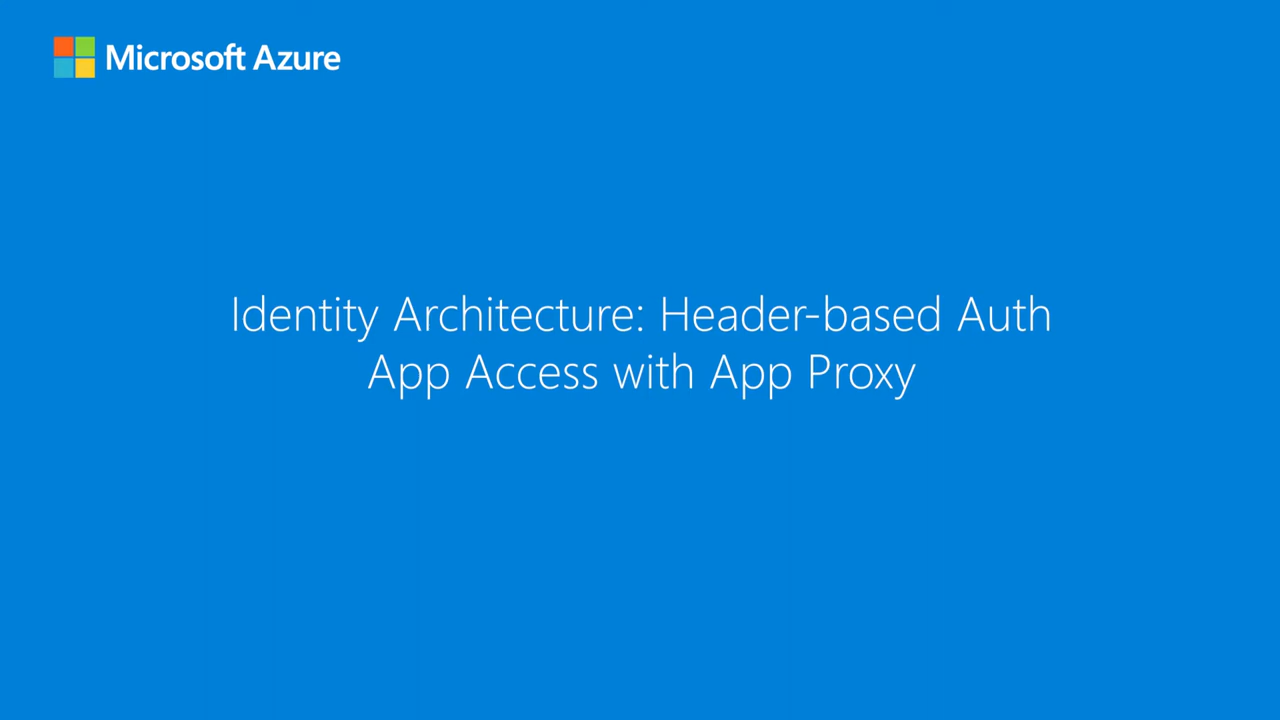 Microsoft Azure
Identity Architecture: Header-based Auth
App Access with App Proxy